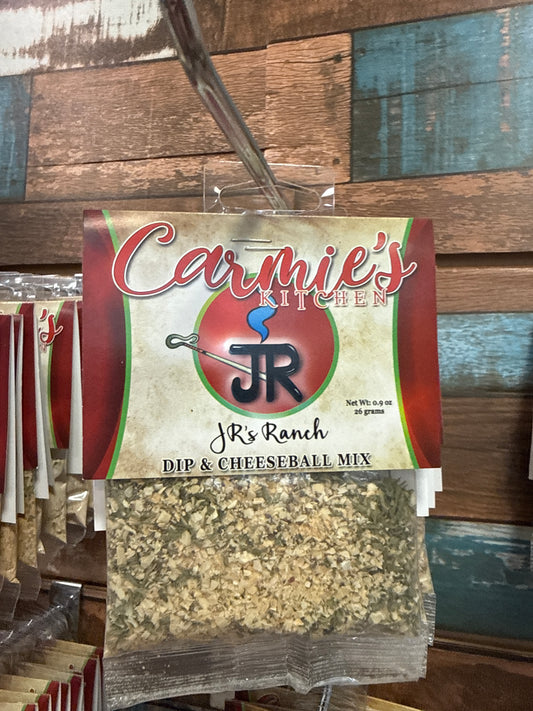 Carmie's
KITCHEN
JR
Net Wt: 0.9 oz
26 grams
JR's Ranch
DIP & CHEESEBALL MIX